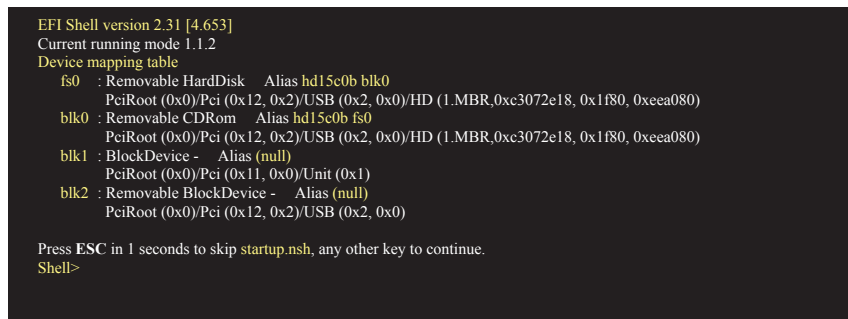 EFI Shell version 2.31 [4.653]
Current running mode 1.1.2
Device mapping table
fs0 : Removable HardDisk Alias hd15c0b blk0
PciRoot (0x0)/Pci (0x12, 0x2)/USB (0x2, 0x0)/HD (1.MBR,0xc3072e18, 0x1f80, 0xeea080)
blk0 : Removable CDRom Alias hd15c0b fs0
PciRoot (0x0)/Pci (0x12, 0x2)/USB (0x2, 0x0)/HD (1.MBR,0xc3072e18, 0x1f80, 0xeea080)
blk1 : BlockDevice - Alias (null)
PciRoot (0x0)/Pci (0x11, 0x0)/Unit (0x1)
blk2 : Removable BlockDevice - Alias (null)
PciRoot (0x0)/Pci (0x12, 0x2)/USB (0x2, 0x0)
Press ESC in 1 seconds to skip startup.nsh, any other key to continue.
Shell>